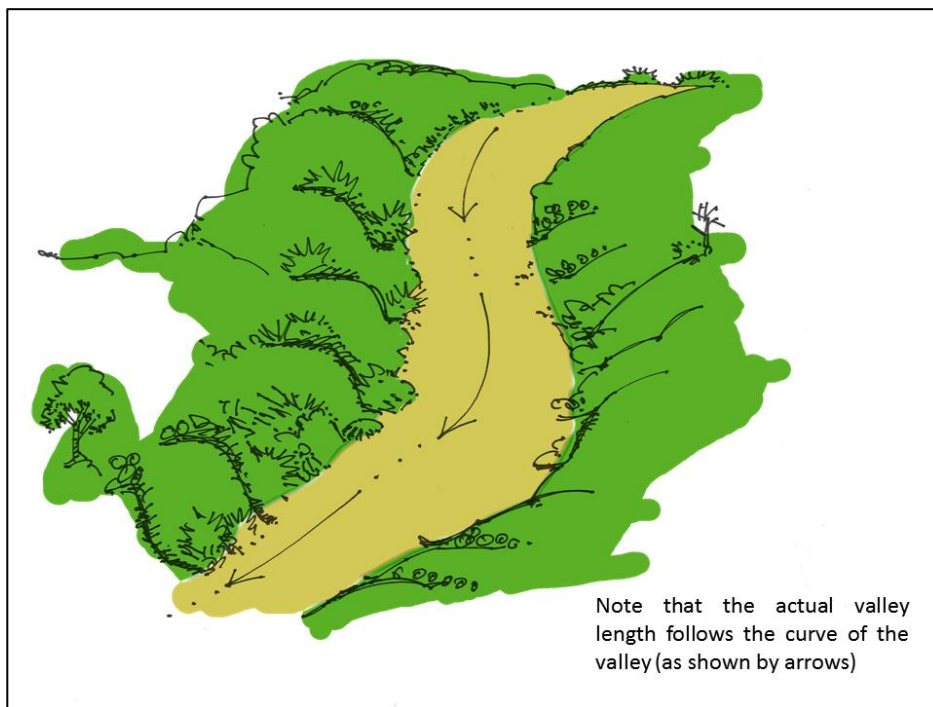 Note that the actual valley
length follows the curve of the
valley (as shown by arrows)